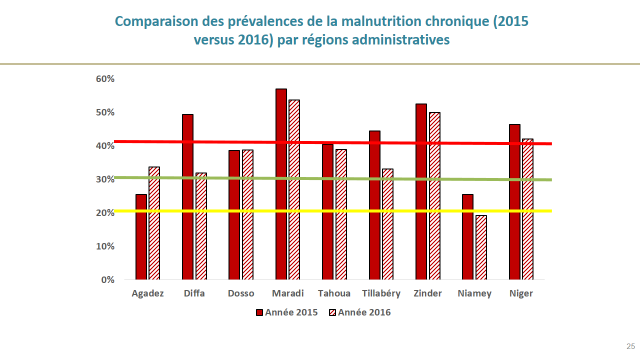 Comparaison des prévalences de la malnutrition chronique (2015
versus 2016) par régions administratives
60%
50%
40%
30%
20%
10%
0%
Agadez Diffa Dosso Maradi Tahoua Tillabéry Zinder Niamey Niger
Année 2015 Année 2016
25